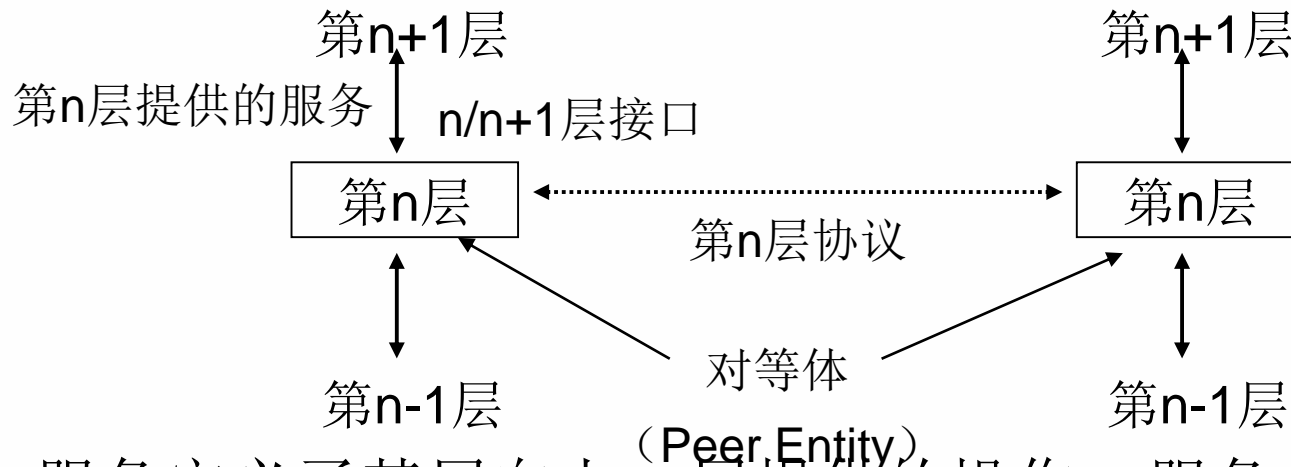 第n+1层
第n+1层
第n层提供的服务
n/n+1层接口
第n层
第n层
第n层协议
对等体
第n-1层
第n-1层
（Peer Entity）